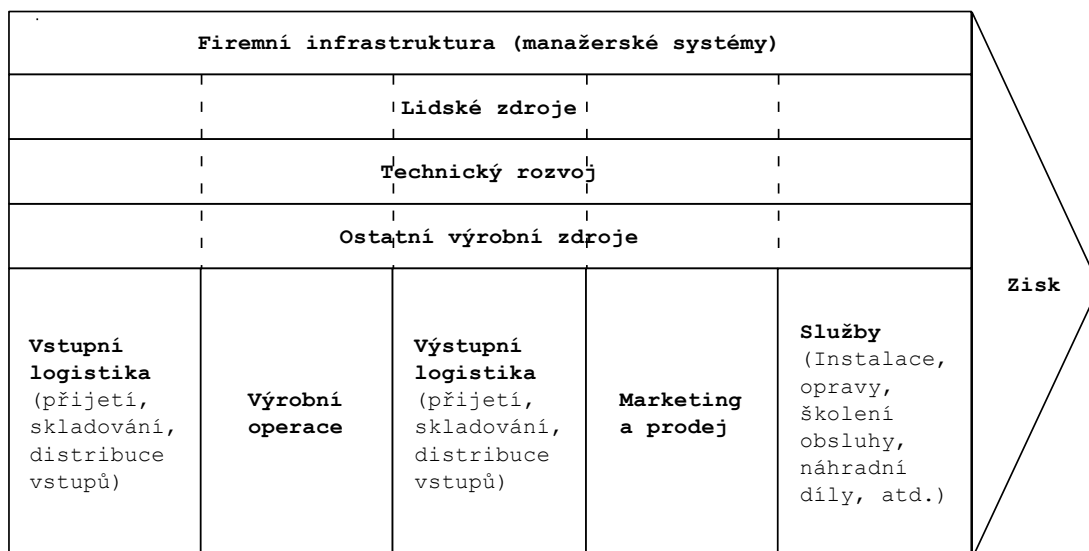 Firemní infrastruktura (manažerské systémy)
Lidské zdroje
Technický rozvoj
Ostatní výrobní zdroje
Vstupní
logistika
(přijetí,
skladování,
distribuce
vstupů)
Výrobní
operace
Výstupní
logistika
(přijetí,
skladování,
distribuce
vstupů)
Marketing
a prodej
Služby
(Instalace,
opravy,
školení
obsluhy,
náhradní
díly, atd.)
Zisk